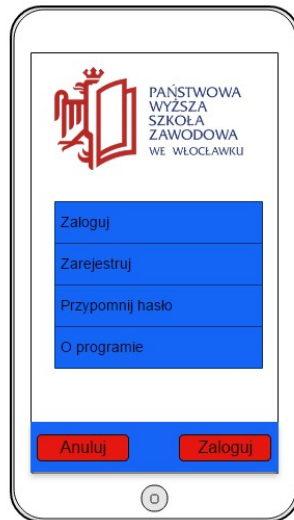 PAŃSTWOWA
WYŻSZA
SZKOŁA
ZAWODOWA
WE WŁOCŁAWKU
Zaloguj
Zarejestruj
Przypomnij hasło
O programie
Anuluj Zaloguj